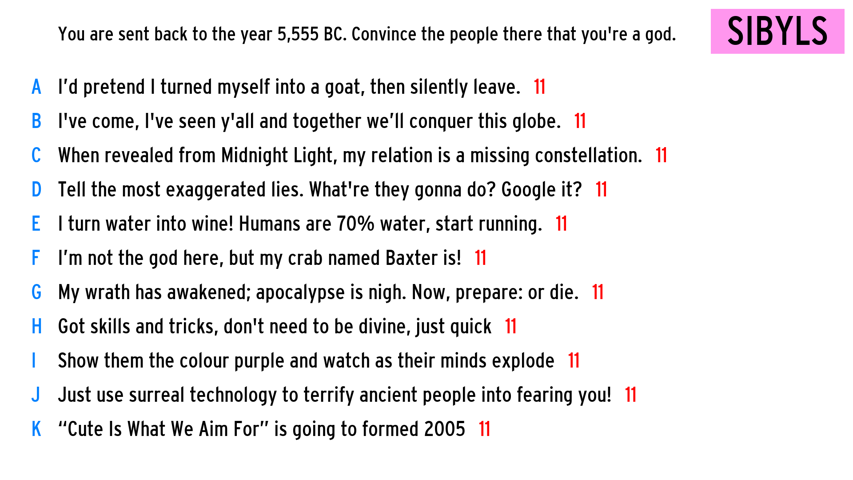 You are sent back to the year 5,555 BC. Convince the people there that you're a god.
SIBYLS
A I’d pretend I turned myself into a goat, then silently leave. 11
B I've come, I've seen y'all and together we’ll conquer this globe. 11
C When revealed from Midnight Light, my relation is a missing constellation. 11
D Tell the most exaggerated lies. What're they gonna do? Google it? 11
E I turn water into wine! Humans are 70% water, start running. 11
F I’m not the god here, but my crab named Baxter is! 11
G My wrath has awakened; apocalypse is nigh. Now, prepare: or die. 11
H Got skills and tricks, don't need to be divine, just quick 11
I Show them the colour purple and watch as their minds explode 11
J Just use surreal technology to terrify ancient people into fearing you! 11
K “Cute Is What We Aim For” is going to formed 2005 11